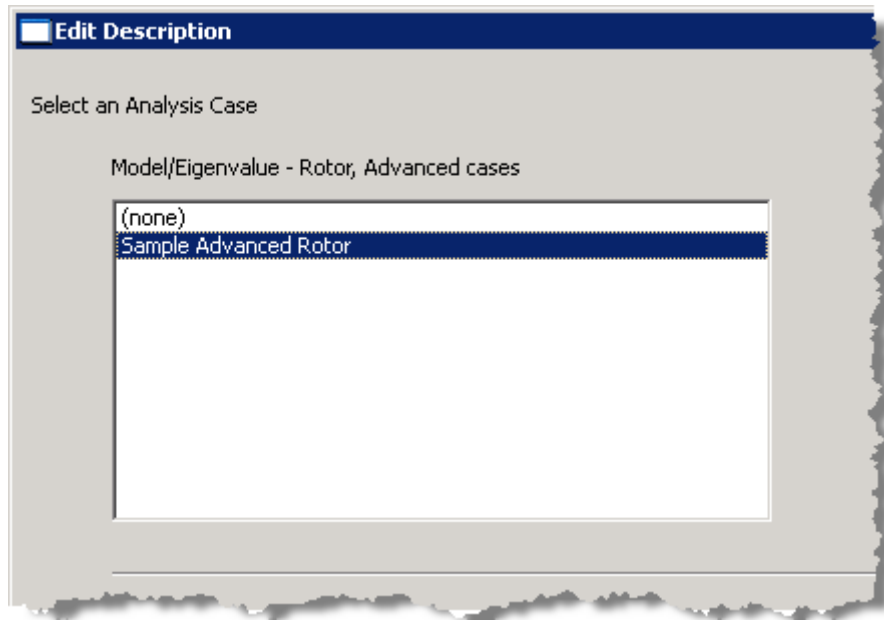 Edit Description
Select an Analysis Case
Model/Eigenvalue - Rotor, Advanced cases
(none)
Sample Advanced Rotor